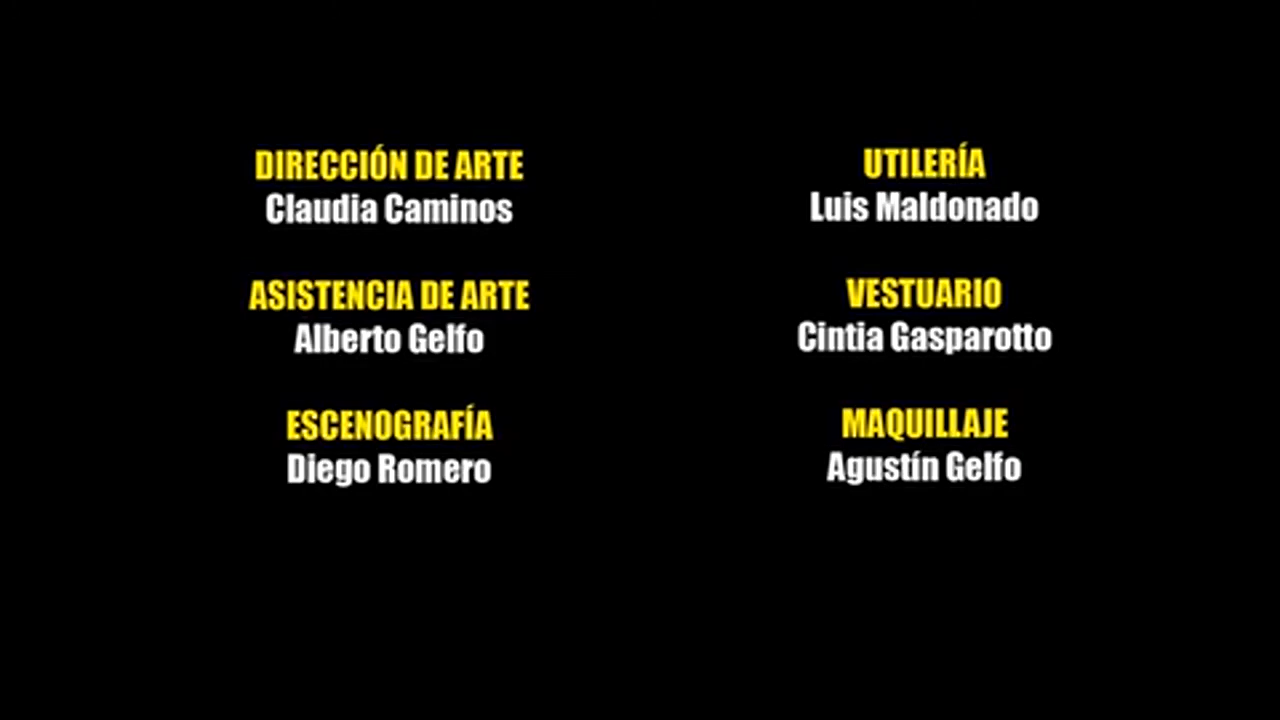 DIRECCIÓN DE ARTE
Claudia Caminos
ASISTENCIA DE ARTE
Alberto Gelfo
ESCENOGRAFÍA
Diego Romero
UTILERÍA
Luis Maldonado
VESTUARIO
Cintia Gasparotto
MAQUILLAJE
Agustín Gelfo